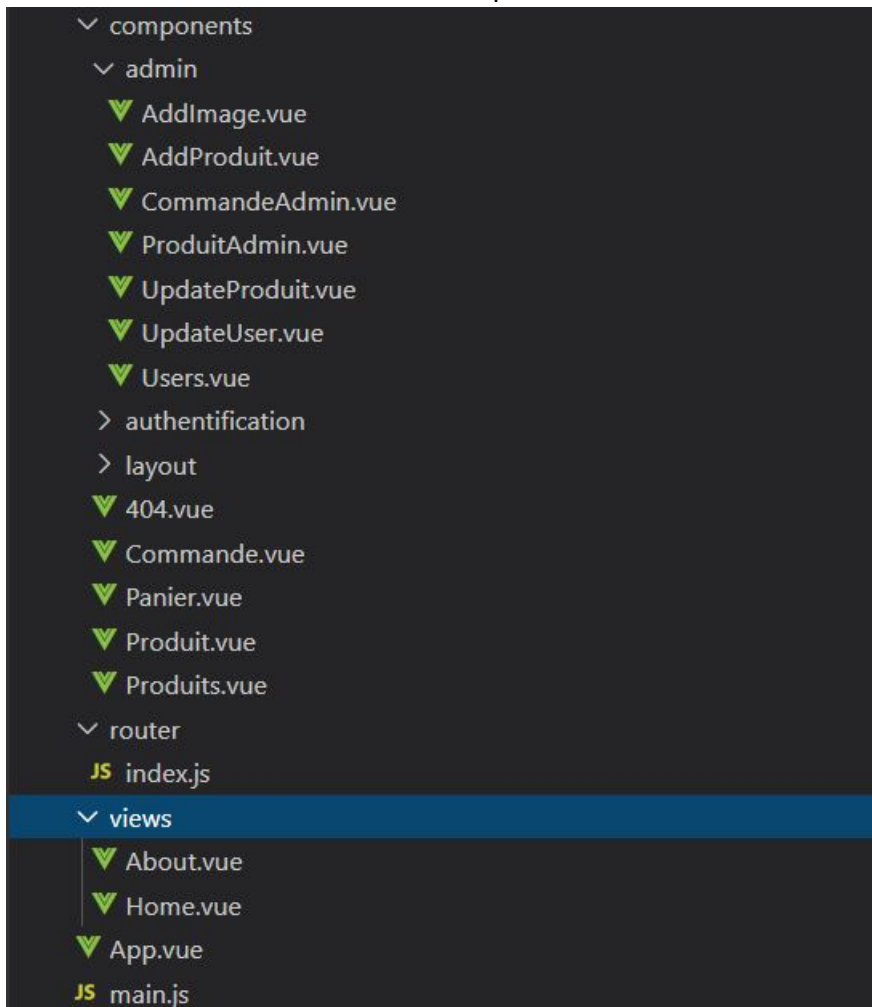 components
admin
AddImage.vue
AddProduit.vue
CommandeAdmin.vue
ProduitAdmin.vue
UpdateProduit.vue
UpdateUser.vue
Users.vue
authentification
layout
404.vue
Commande.vue
Panier.vue
Produit.vue
Produits.vue
router
JS index.js
views
About.vue
Home.vue
App.vue
JS main.js